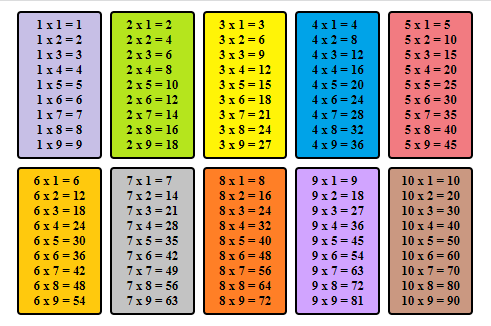 1 x 1 = 1
1 x 2 = 2
1 x 3 = 3
1 x 4 = 4
1 x 5 = 5
1 x 6 = 6
1 x 7 = 7
1 x 8 = 8
1 x 9 = 9
2 x 1 = 2
2 x 2 = 4
2 x 3 = 6
2 x 4 = 8
2 x 5 = 10
2 x 6 = 12
2 x 7 = 14
2 x 8 = 16
2 x 9 = 18
3 x 1 = 3
3 x 2 = 6
3 x 3 = 9
3 x 4 = 12
3 x 5 = 15
3 x 6 = 18
3 x 7 = 21
3 x 8 = 24
3 x 9 = 27
4 x 1 = 4
4 x 2 = 8
4 x 3 = 12
4 x 4 = 16
4 x 5 = 20
4 x 6 = 24
4 x 7 = 28
4 x 8 = 32
4 x 9 = 36
5 x 1 = 5
5 x 2 = 10
5 x 3 = 15
5 x 4 = 20
5 x 5 = 25
5 x 6 = 30
5 x 7 = 35
5 x 8 = 40
5 x 9 = 45
6 x 1 = 6
6 x 2 = 12
6 x 3 = 18
6 x 4 = 24
6 x 5 = 30
6 x 6 = 36
6 x 7 = 42
6 x 8 = 48
6 x 9 = 54
7 x 1 = 7
7 x 2 = 14
7 x 3 = 21
7 x 4 = 28
7 x 5 = 35
7 x 6 = 42
7 x 7 = 49
7 x 8 = 56
7 x 9 = 63
8 x 1 = 8
8 x 2 = 16
8 x 3 = 24
8 x 4 = 32
8 x 5 = 40
8 x 6 = 48
8 x 7 = 56
8 x 8 = 64
8 x 9 = 72
9 x 1 = 9
9 x 2 = 18
9 x 3 = 27
9 x 4 = 36
9 x 5 = 45
9 x 6 = 54
9 x 7 = 63
9 x 8 = 72
9 x 9 = 81
10 x 1 = 10
10 x 2 = 20
10 x 3 = 30
10 x 4 = 40
10 x 5 = 50
10 x 6 = 60
10 x 7 = 70
10 x 8 = 80
10 x 9 = 90